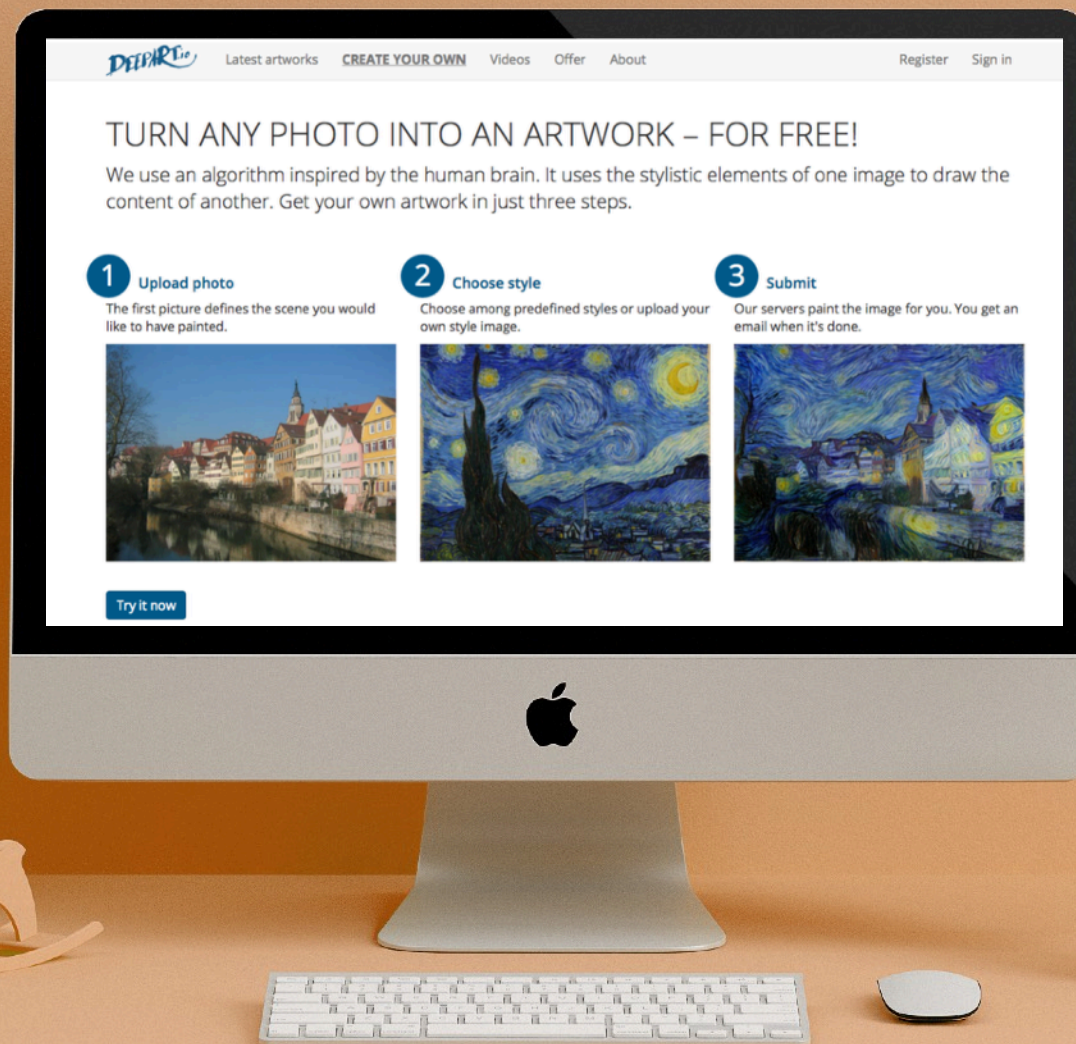 DEEPART.io
Latest artworks
CREATE YOUR OWN
Videos
Offer
About
Register
Sign in
TURN ANY PHOTO INTO AN ARTWORK – FOR FREE!
We use an algorithm inspired by the human brain. It uses the stylistic elements of one image to draw the
content of another. Get your own artwork in just three steps.
1 Upload photo
The first picture defines the scene you would
like to have painted.
2 Choose style
Choose among predefined styles or upload your
own style image.
3 Submit
Our servers paint the image for you. You get an
email when it's done.
Try it now